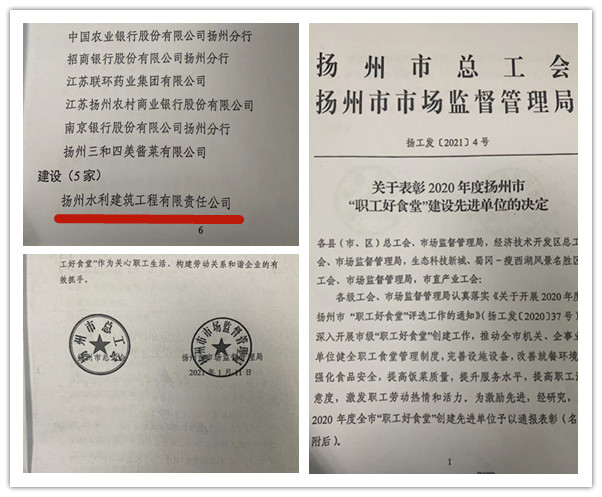 中国农业银行股份有限公司扬州分行
招商银行股份有限公司扬州分行
江苏联环药业集团有限公司
江苏扬州农村商业银行股份有限公司
南京银行股份有限公司扬州分行
扬州三和四美酱菜有限公司
建设（5家）
扬州水利建筑工程有限责任公司
6
工好食堂”作为关心职工生活、构建劳动关系和谐企业的有
效抓手。
扬州市总工会
扬州市市场监督管理局
扬州市总工会
扬州市市场监督管理局
2021年1月11日
扬州市总工会
扬州市市场监督管理局
扬工发〔2021〕4号
关于表彰2020年度扬州市
“职工好食堂”建设先进单位的决定
各县（市、区）总工会、市场监督管理局，经济技术开发区总工
会、市场监督管理局，生态科技新城、蜀冈－瘦西湖风景名胜区
工会、市场监督管理局，市直产业工会：
各级工会、市场监督管理局认真落实《关于开展2020年度
扬州市“职工好食堂”评选工作的通知》（扬工发〔2020〕37号）
深入开展市级“职工好食堂”创建工作，推动全市机关、企事业
单位健全职工食堂管理制度，完善设施设备，改善就餐环境
强化食品安全，提高饭菜质量，提升服务水平，提高职工满
意度，激发职工劳动热情和活力。为激励先进，经研究，
2020年度全市“职工好食堂”创建先进单位予以通报表彰（名
附后）。
1